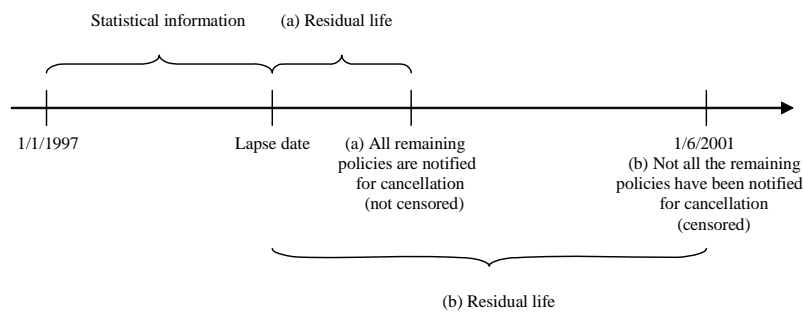 Statistical information
(a) Residual life
1/1/1997
Lapse date
(a) All remaining
policies are notified
for cancellation
(not censored)
1/6/2001
(b) Not all the remaining
policies have been notified
for cancellation
(censored)
(b) Residual life